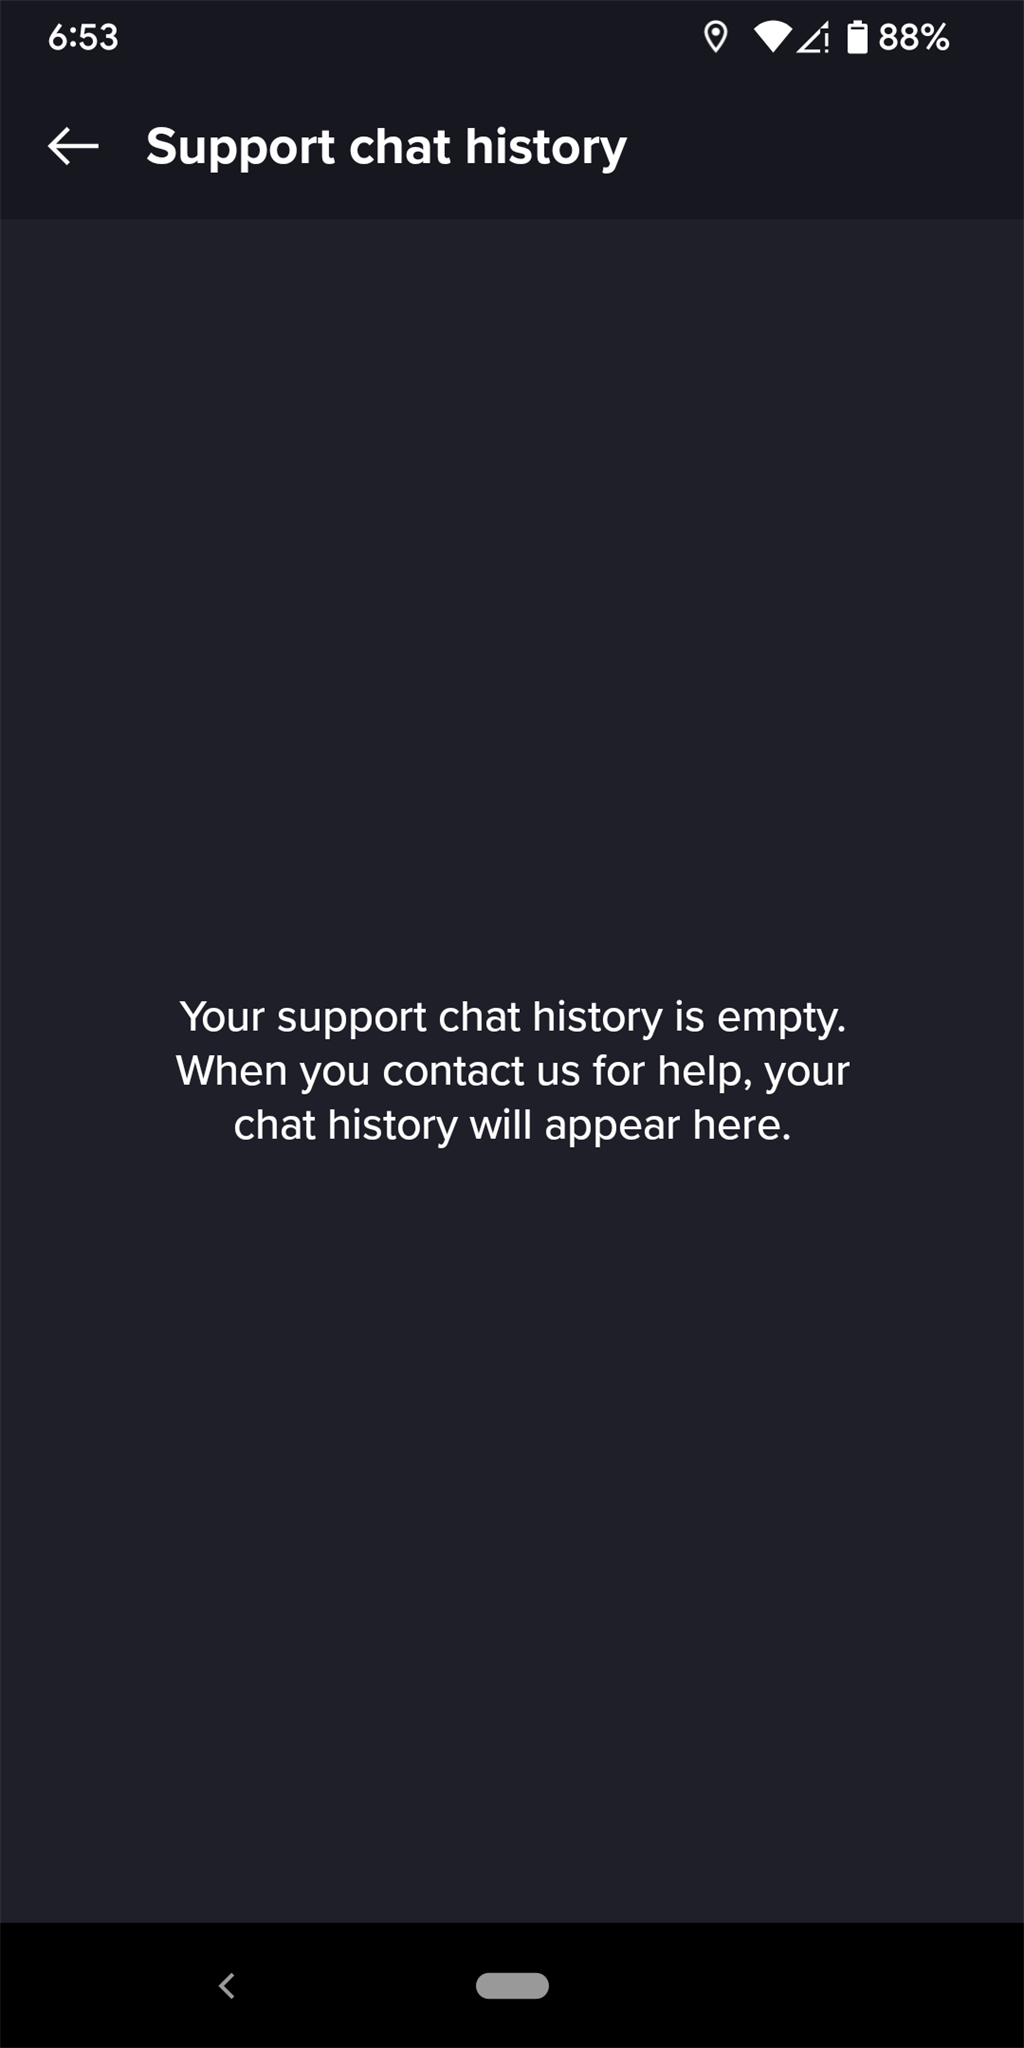 6:53
88%
Support chat history
Your support chat history is empty.
When you contact us for help, your
chat history will appear here.